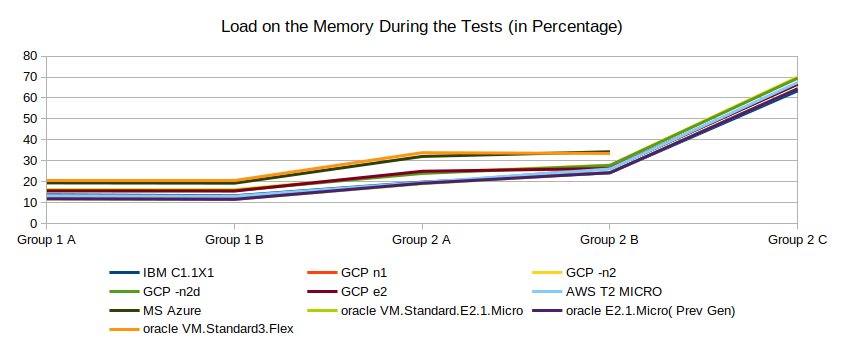 Load on the Memory During the Tests (in Percentage)
80
70
60
50
40
30
20
10
0
Group 1 A Group 1 B Group 2 A Group 2 B Group 2 C
IBM C1.1X1 GCP n1 GCP -n2
GCP -n2d GCP e2 AWS T2 MICRO
MS Azure oracle VM.Standard.E2.1.Micro oracle E2.1.Micro( Prev Gen)
oracle VM.Standard3.Flex